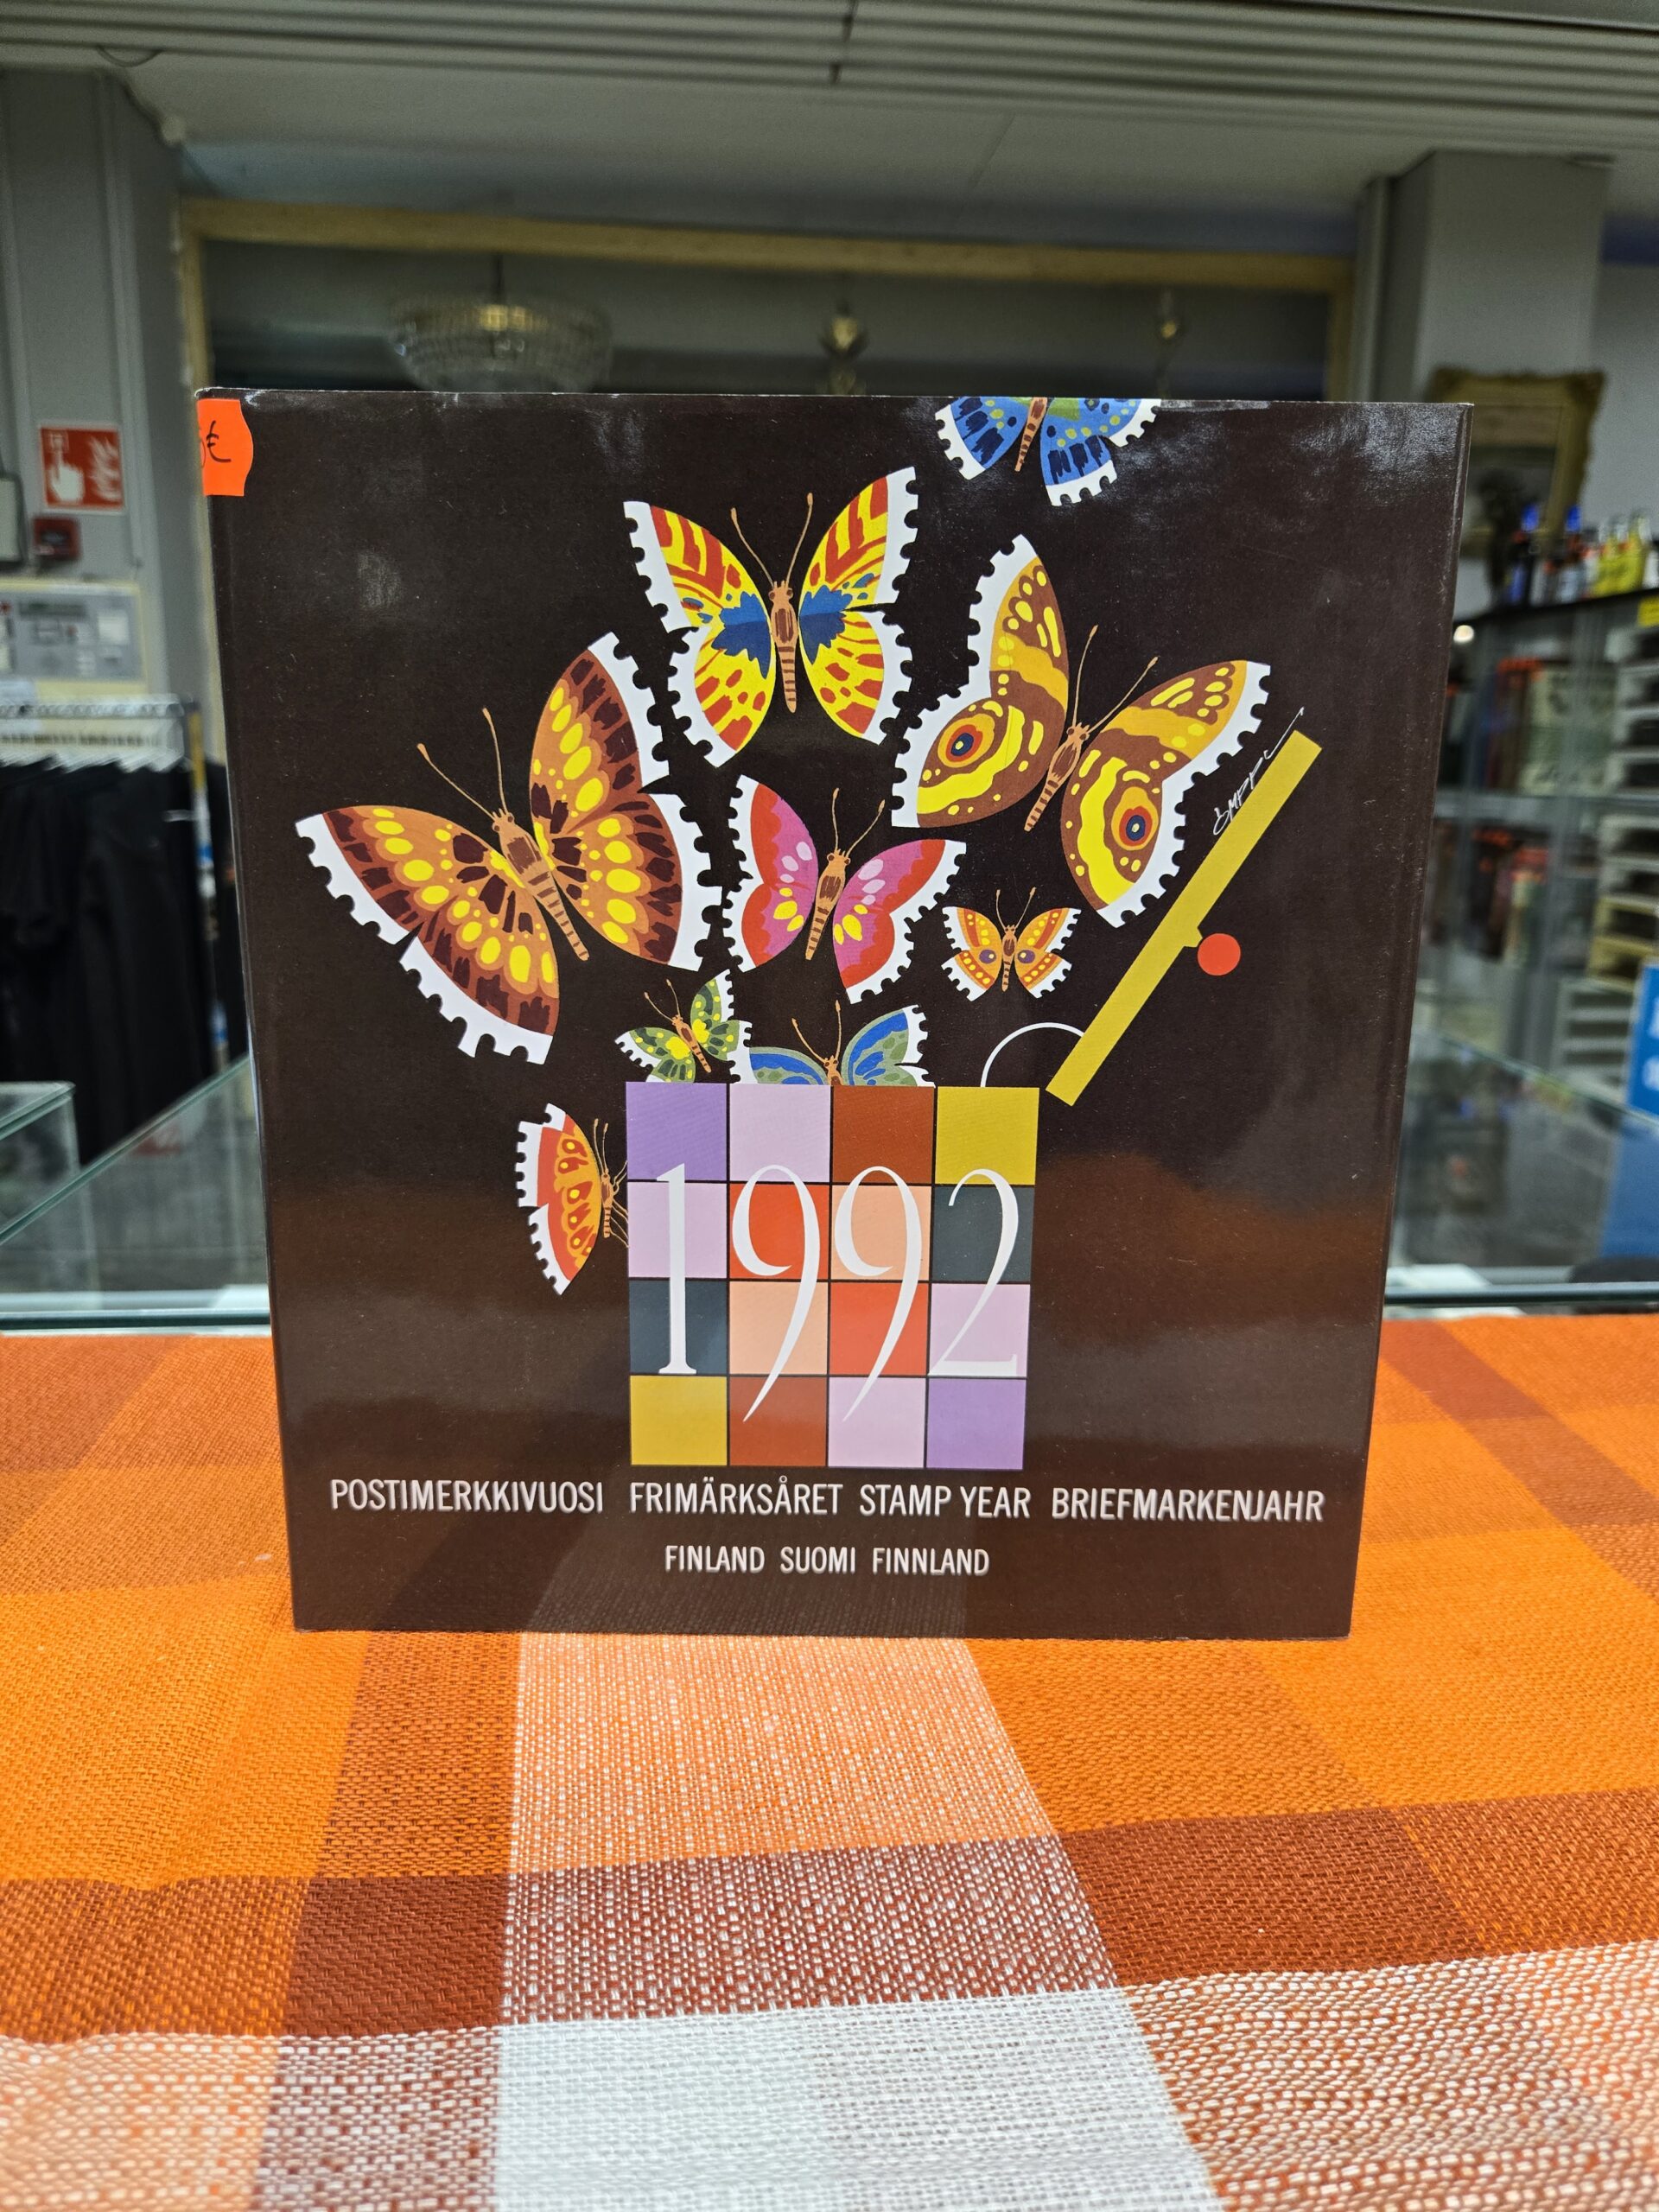 1992
POSTIMERKKIVUOSI FRIMÄRKSÅRET STAMP YEAR BRIEFMARKENJAHR
FINLAND SUOMI FINNLAND